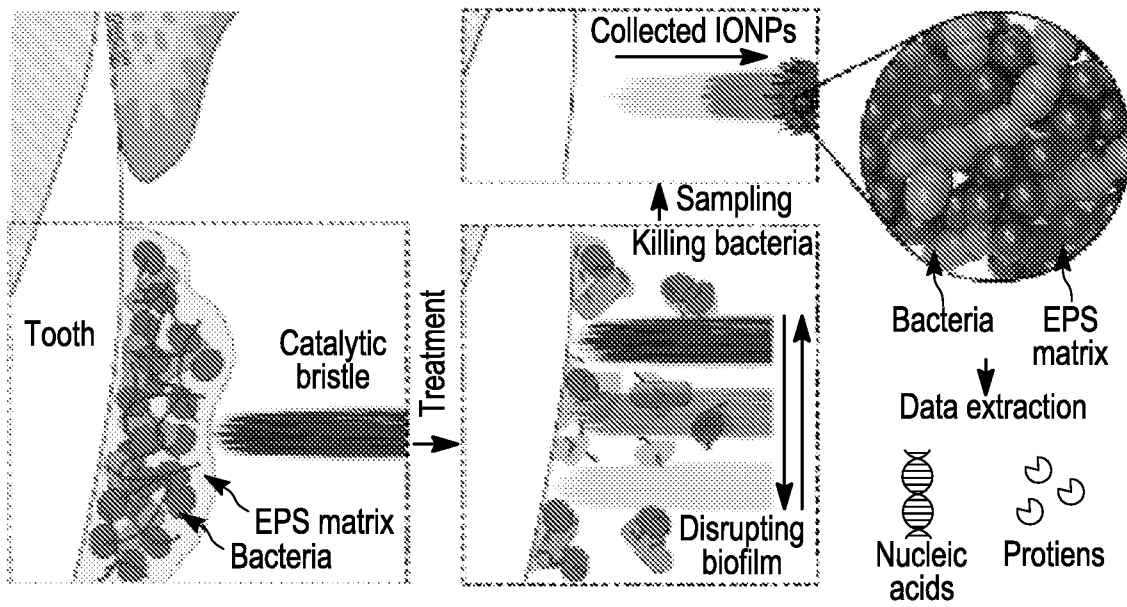 Tooth
Catalytic
bristle
EPS matrix
Bacteria
Treatment
Killing bacteria
Disrupting
biofilm
Sampling
Collected IONPs
Bacteria
EPS
matrix
Data extraction
Nucleic
acids
Protiens